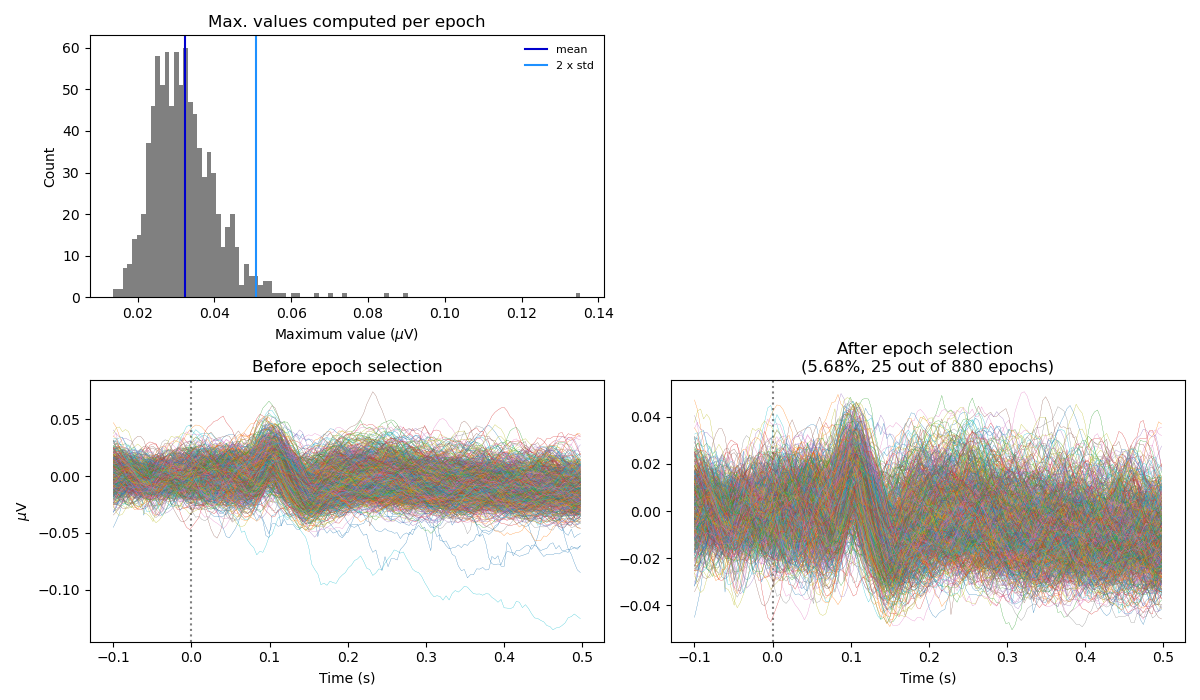 Max. values computed per epoch
Count
60
50
40
30
20
10
0
mean
2 x std
0.02 0.04 0.06 0.08 0.10 0.12 0.14
Maximum value (μV)
Before epoch selection
μV
0.05
0.00
−0.05
−0.10
−0.1 0.0 0.1 0.2 0.3 0.4 0.5
Time (s)
After epoch selection
(5.68%, 25 out of 880 epochs)
0.04
0.02
0.00
−0.02
−0.04
−0.1 0.0 0.1 0.2 0.3 0.4 0.5
Time (s)